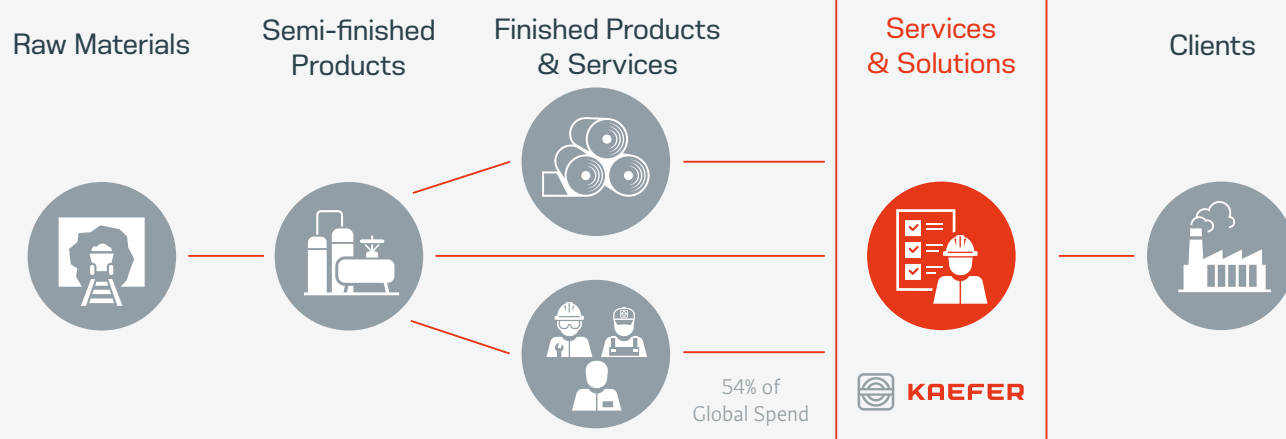 Raw Materials
Semi-finished
Products
Finished Products
& Services
Services
& Solutions
Clients
54% of
Global Spend
KAEFER